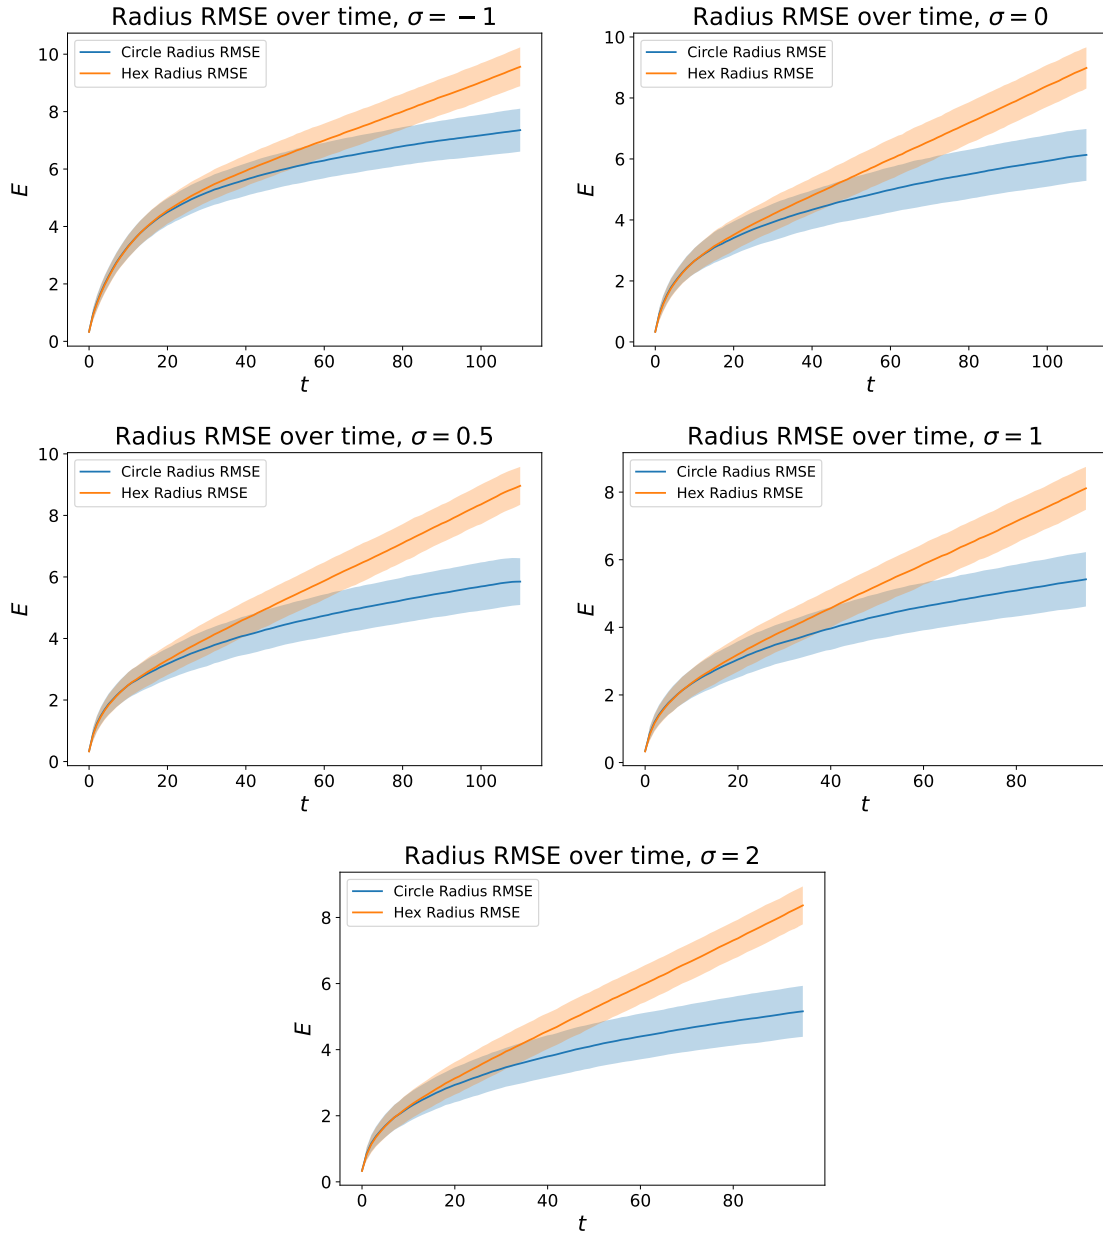 Radius RMSE over time, σ = − 1
Circle Radius RMSE
Hex Radius RMSE
E
10
8
6
4
2
0
0 20 40 60 80 100
t
Radius RMSE over time, σ = 0
Circle Radius RMSE
Hex Radius RMSE
E
10
8
6
4
2
0
0 20 40 60 80 100
t
Radius RMSE over time, σ = 0.5
Circle Radius RMSE
Hex Radius RMSE
E
10
8
6
4
2
0
0 20 40 60 80 100
t
Radius RMSE over time, σ = 1
Circle Radius RMSE
Hex Radius RMSE
E
8
6
4
2
0
0 20 40 60 80
t
Radius RMSE over time, σ = 2
Circle Radius RMSE
Hex Radius RMSE
E
8
6
4
2
0
0 20 40 60 80
t